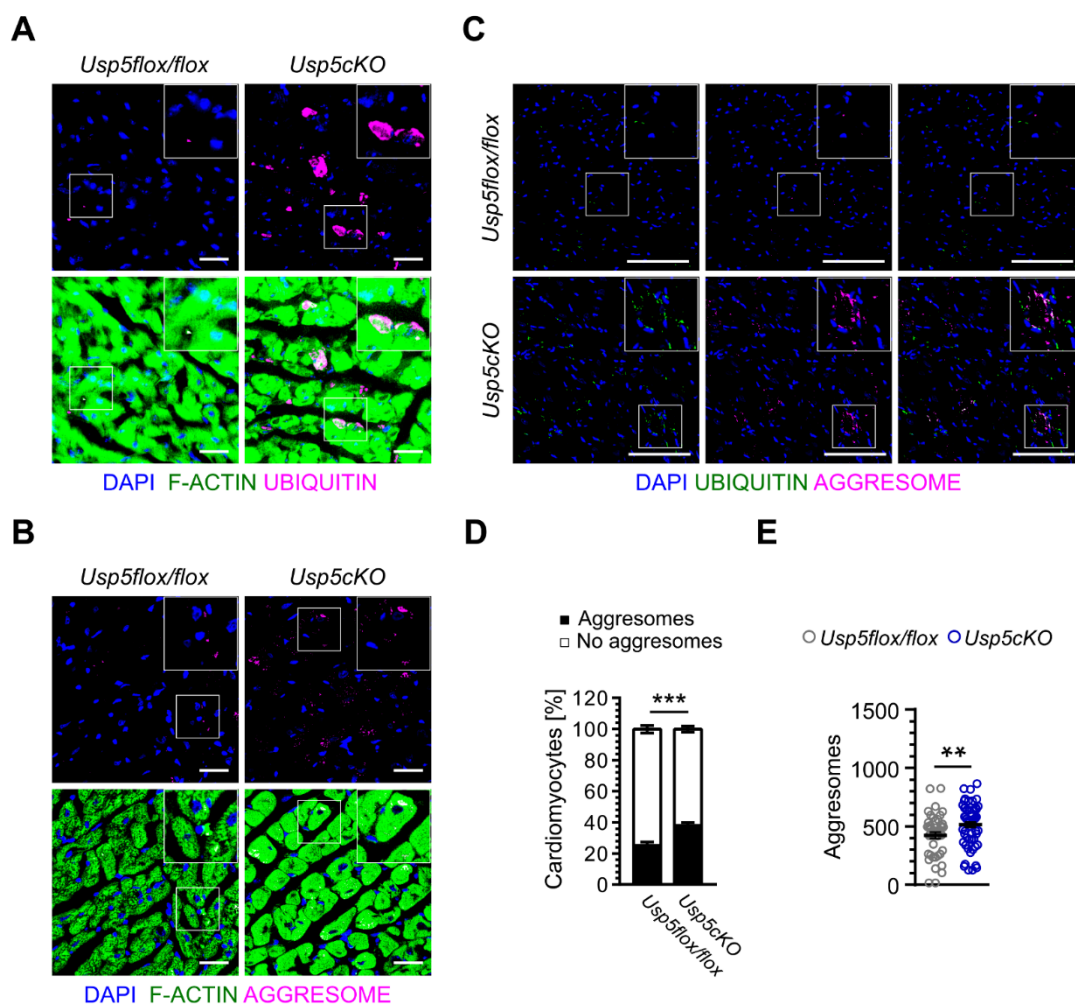 A
Usp5flox/flox Usp5cKO
DAPI F-ACTIN UBIQUITIN
B
Usp5flox/flox Usp5cKO
DAPI F-ACTIN AGGRESOME
C
Usp5flox/flox
Usp5cKO
DAPI UBIQUITIN AGGRESOME
D
Aggresomes
No aggresomes
Cardiomyocytes [%]
120
100
80
60
40
20
0
***
Usp5flox/flox
Usp5cKO
E
Usp5flox/flox Usp5cKO
Aggresomes
1500
1000
500
0
**